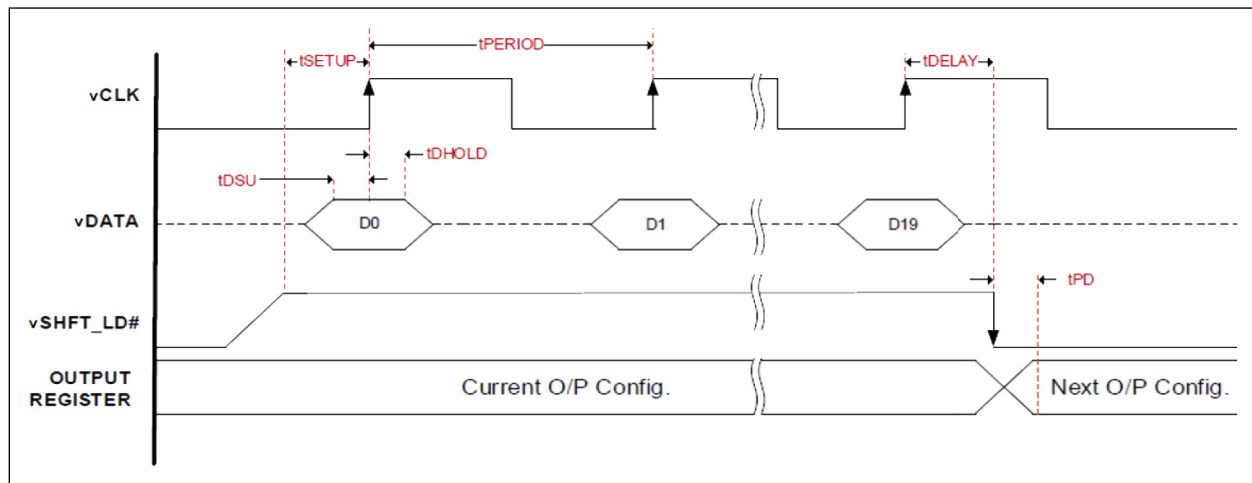 tPERIOD
tSETUP
tDELAY
vCLK
tDHOLD
tDSU
vDATA
D0
D1
D19
tPD
vSHFT_LD#
OUTPUT
REGISTER
Current O/P Config.
Next O/P Config.